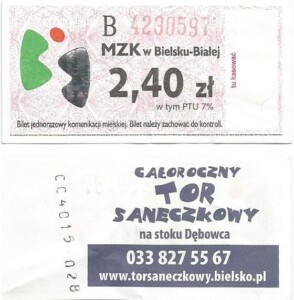 B 4230597
MZK w Bielsku-Białej
2,40 zł
w tym PTU 7%
tu kasować
Bilet jednorazowy komunikacji miejskiej. Bilet należy zachować do kontroli.
CAŁOROCZNY
TOR
SANECZKOWY
na stoku Dębowca
033 827 55 67
www.torsaneczkowy.bielsko.pl
CC4015 028